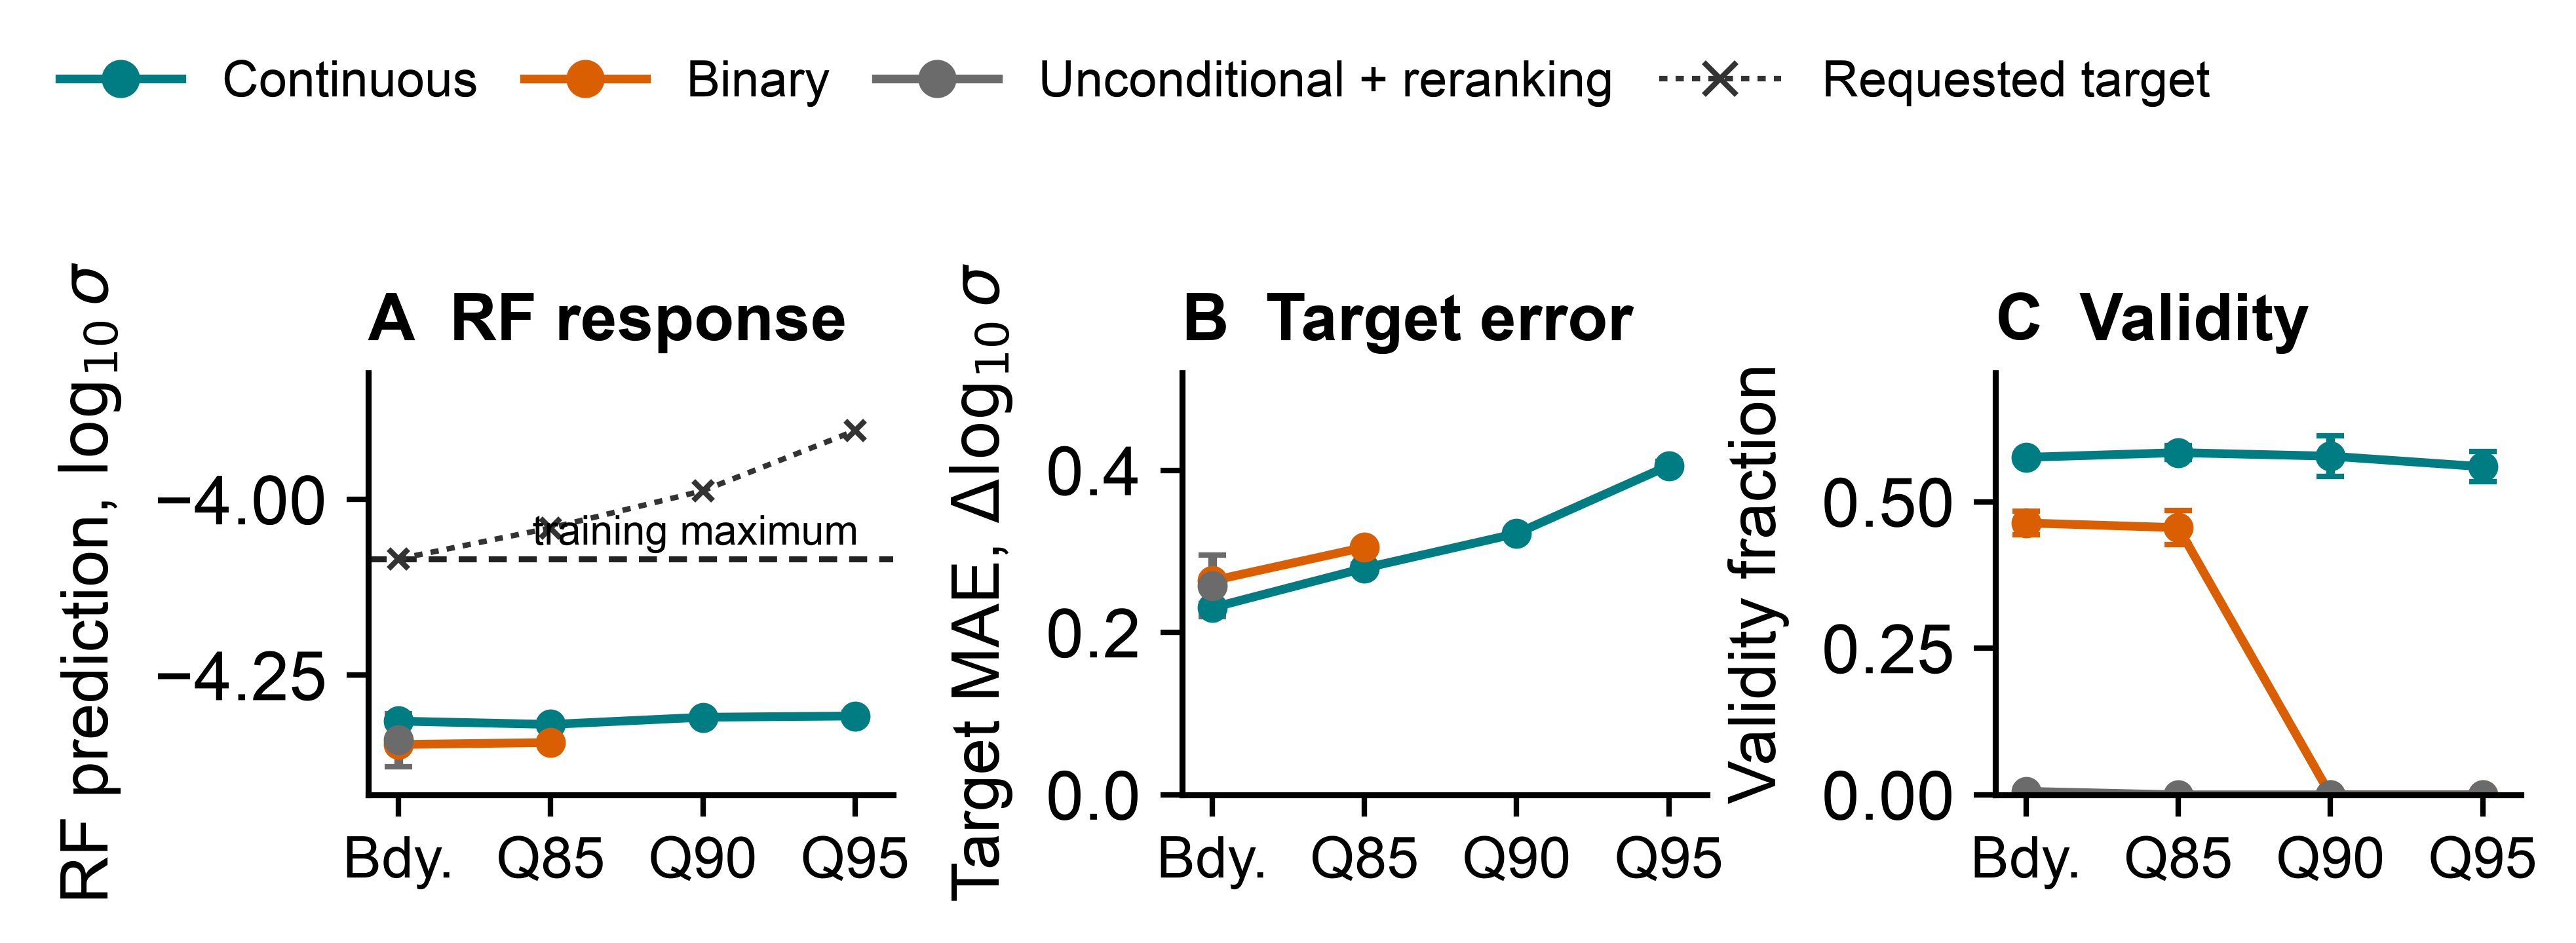 Continuous Binary Unconditional + reranking Requested target
A RF response
RF prediction, log₁₀ σ
−4.00
−4.25
training maximum
Bdy. Q85 Q90 Q95
B Target error
Target MAE, Δlog₁₀ σ
0.4
0.2
0.0
Bdy. Q85 Q90 Q95
C Validity
Validity fraction
0.50
0.25
0.00
Bdy. Q85 Q90 Q95